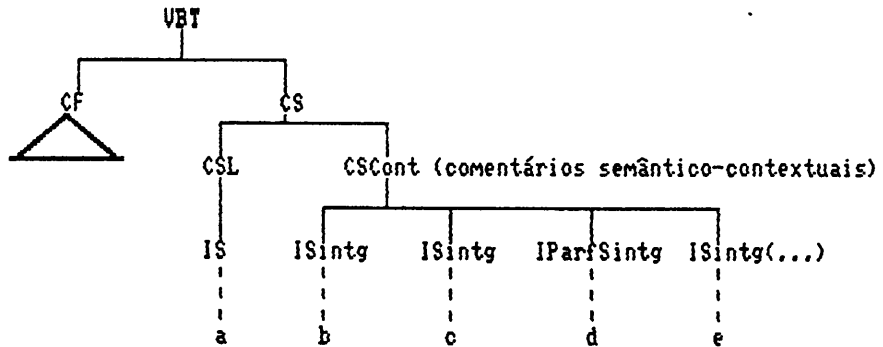 VBT
CF CS
CSL CSCont (comentários semântico-contextuais)
IS ISintg ISintg IParfSintg ISintg(...)
a b c d e